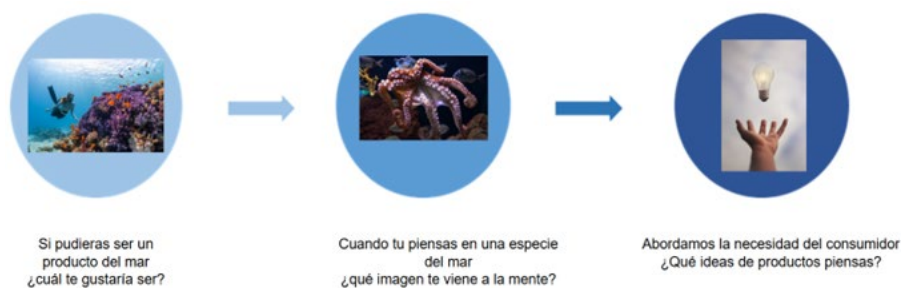 Si pudieras ser un
producto del mar
¿cuál te gustaría ser?
Cuando tu piensas en una especie
del mar
¿qué imagen te viene a la mente?
Abordamos la necesidad del consumidor
¿Qué ideas de productos piensas?